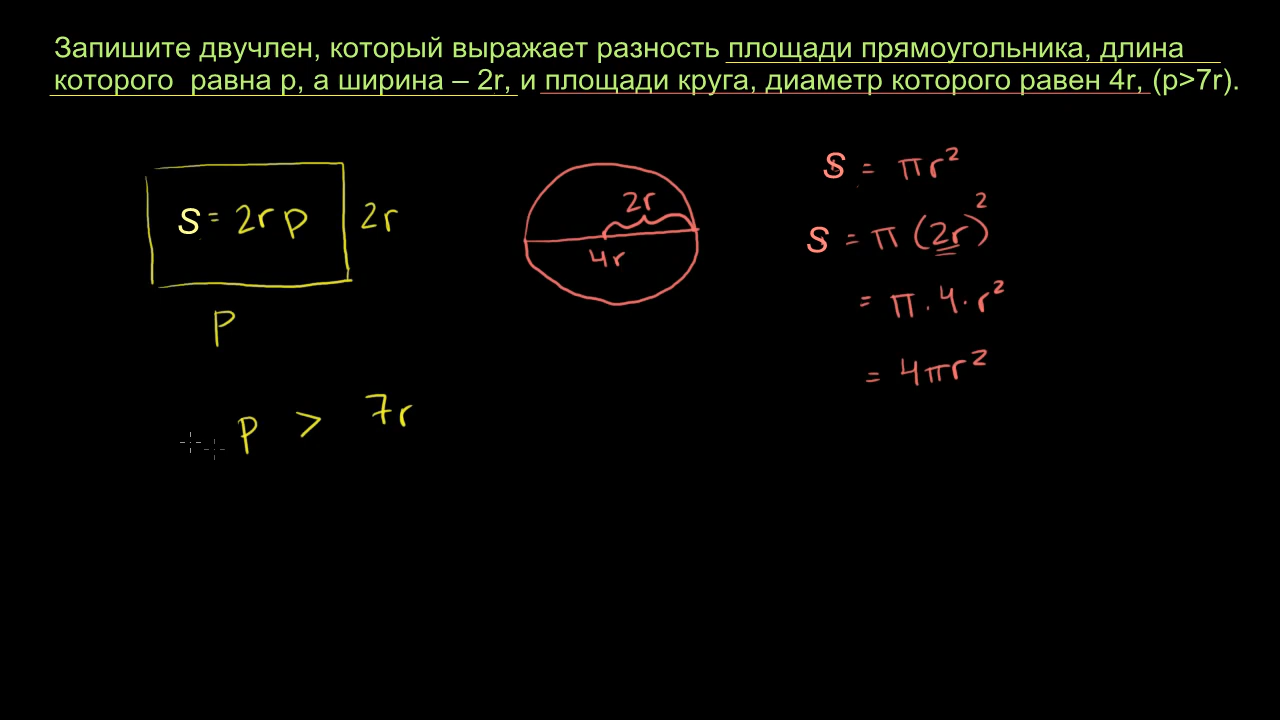 Запишите двучлен, который выражает разность площади прямоугольника, длина
которого равна p, а ширина – 2r, и площади круга, диаметр которого равен 4r, (p>7r).
S = 2rp
2r
p
2r
4r
S = πr²
S = π (2r)²
= π · 4 · r²
= 4πr²
p > 7r